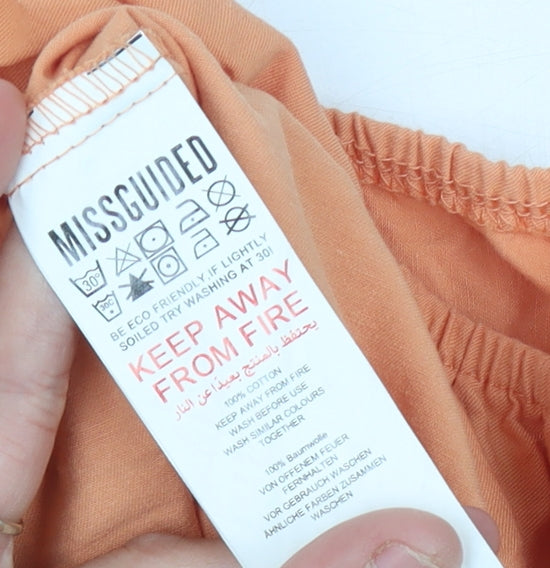 MISSGUIDED
30°
30C
BE ECO FRIENDLY, IF LIGHTLY
SOILED TRY WASHING AT 30!
KEEP AWAY
FROM FIRE
يحتفظ بالمنتج بعيدًا عن النار
100% COTTON
KEEP AWAY FROM FIRE
WASH BEFORE USE
WASH SIMILAR COLOURS
TOGETHER
100% Baumwolle
VON OFFENEM FEUER
FERNHALTEN
VOR GEBRAUCH WASCHEN
ÄHNLICHE FARBEN ZUSAMMEN
WASCHEN